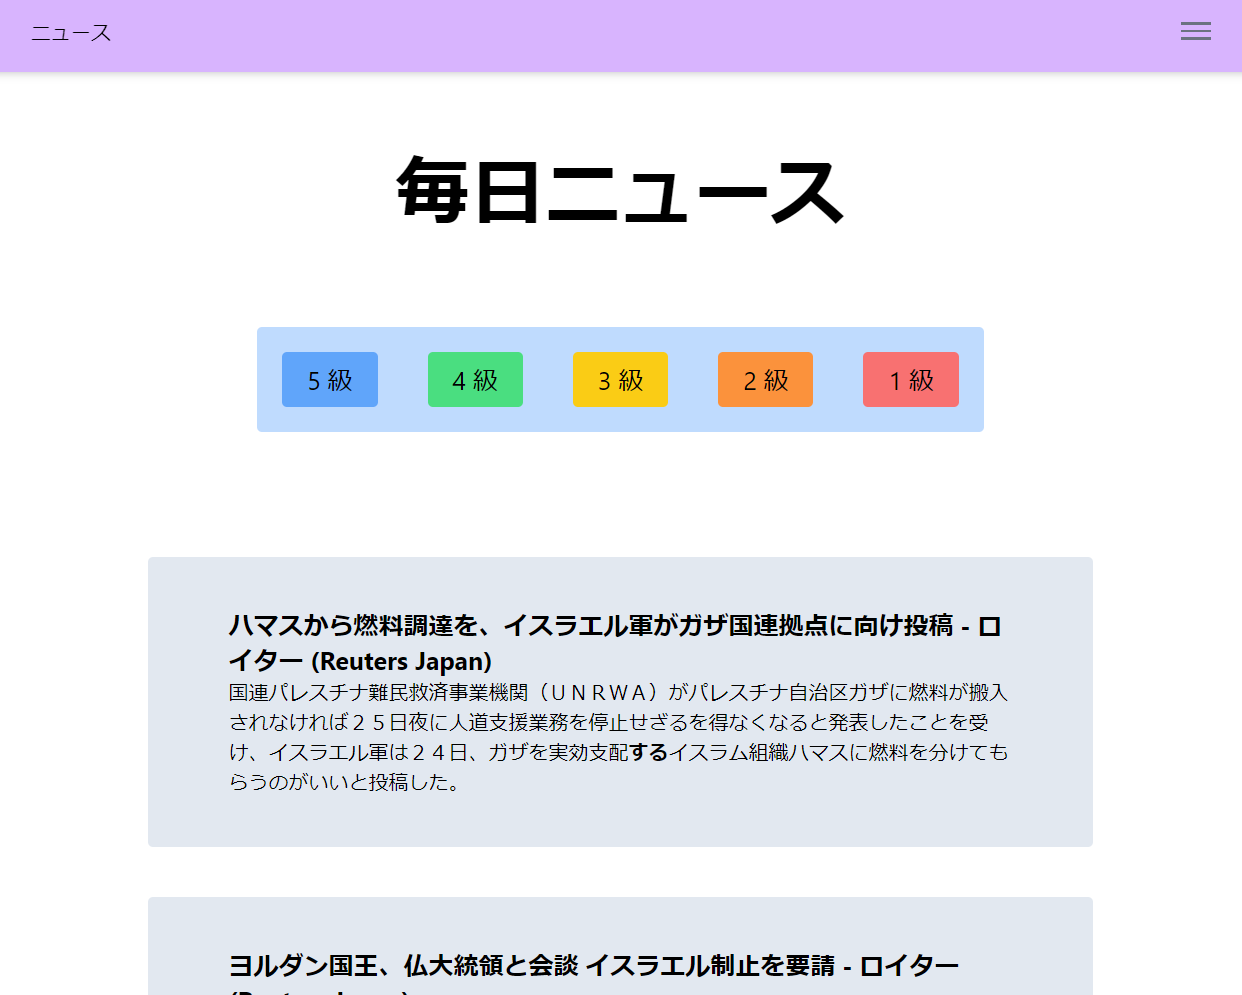 ニュース
毎日ニュース
5 級
4 級
3 級
2 級
1 級
ハマスから燃料調達を、イスラエル軍がガザ国連拠点に向け投稿 - ロ
イター (Reuters Japan)
国連パレスチナ難民救済事業機関（ＵＮＲＷＡ）がパレスチナ自治区ガザに燃料が搬入
されなければ２５日夜に人道支援業務を停止せざるを得なくなると発表したことを受
け、イスラエル軍は２４日、ガザを実効支配するイスラム組織ハマスに燃料を分けても
らうのがいいと投稿した。
ヨルダン国王、仏大統領と会談 イスラエル制止を要請 - ロイター
(Reuters Japan)